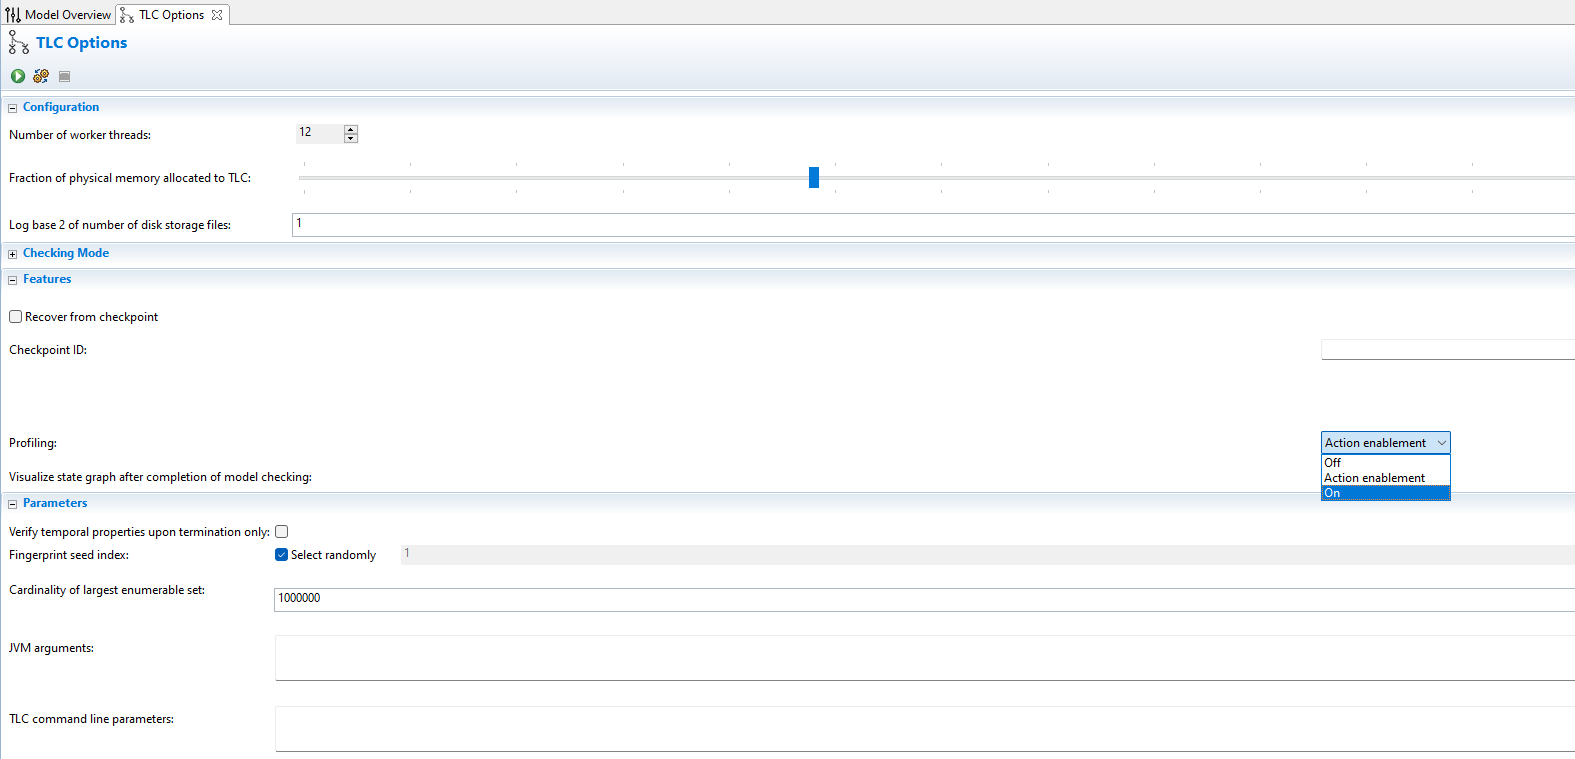 Model Overview
TLC Options
TLC Options
Configuration
Number of worker threads: 12
Fraction of physical memory allocated to TLC:
Log base 2 of number of disk storage files: 1
Checking Mode
Features
Recover from checkpoint
Checkpoint ID:
Profiling: Action enablement
Off
Visualize state graph after completion of model checking: Action enablement
On
Parameters
Verify temporal properties upon termination only:
Fingerprint seed index: Select randomly 1
Cardinality of largest enumerable set: 1000000
JVM arguments:
TLC command line parameters: